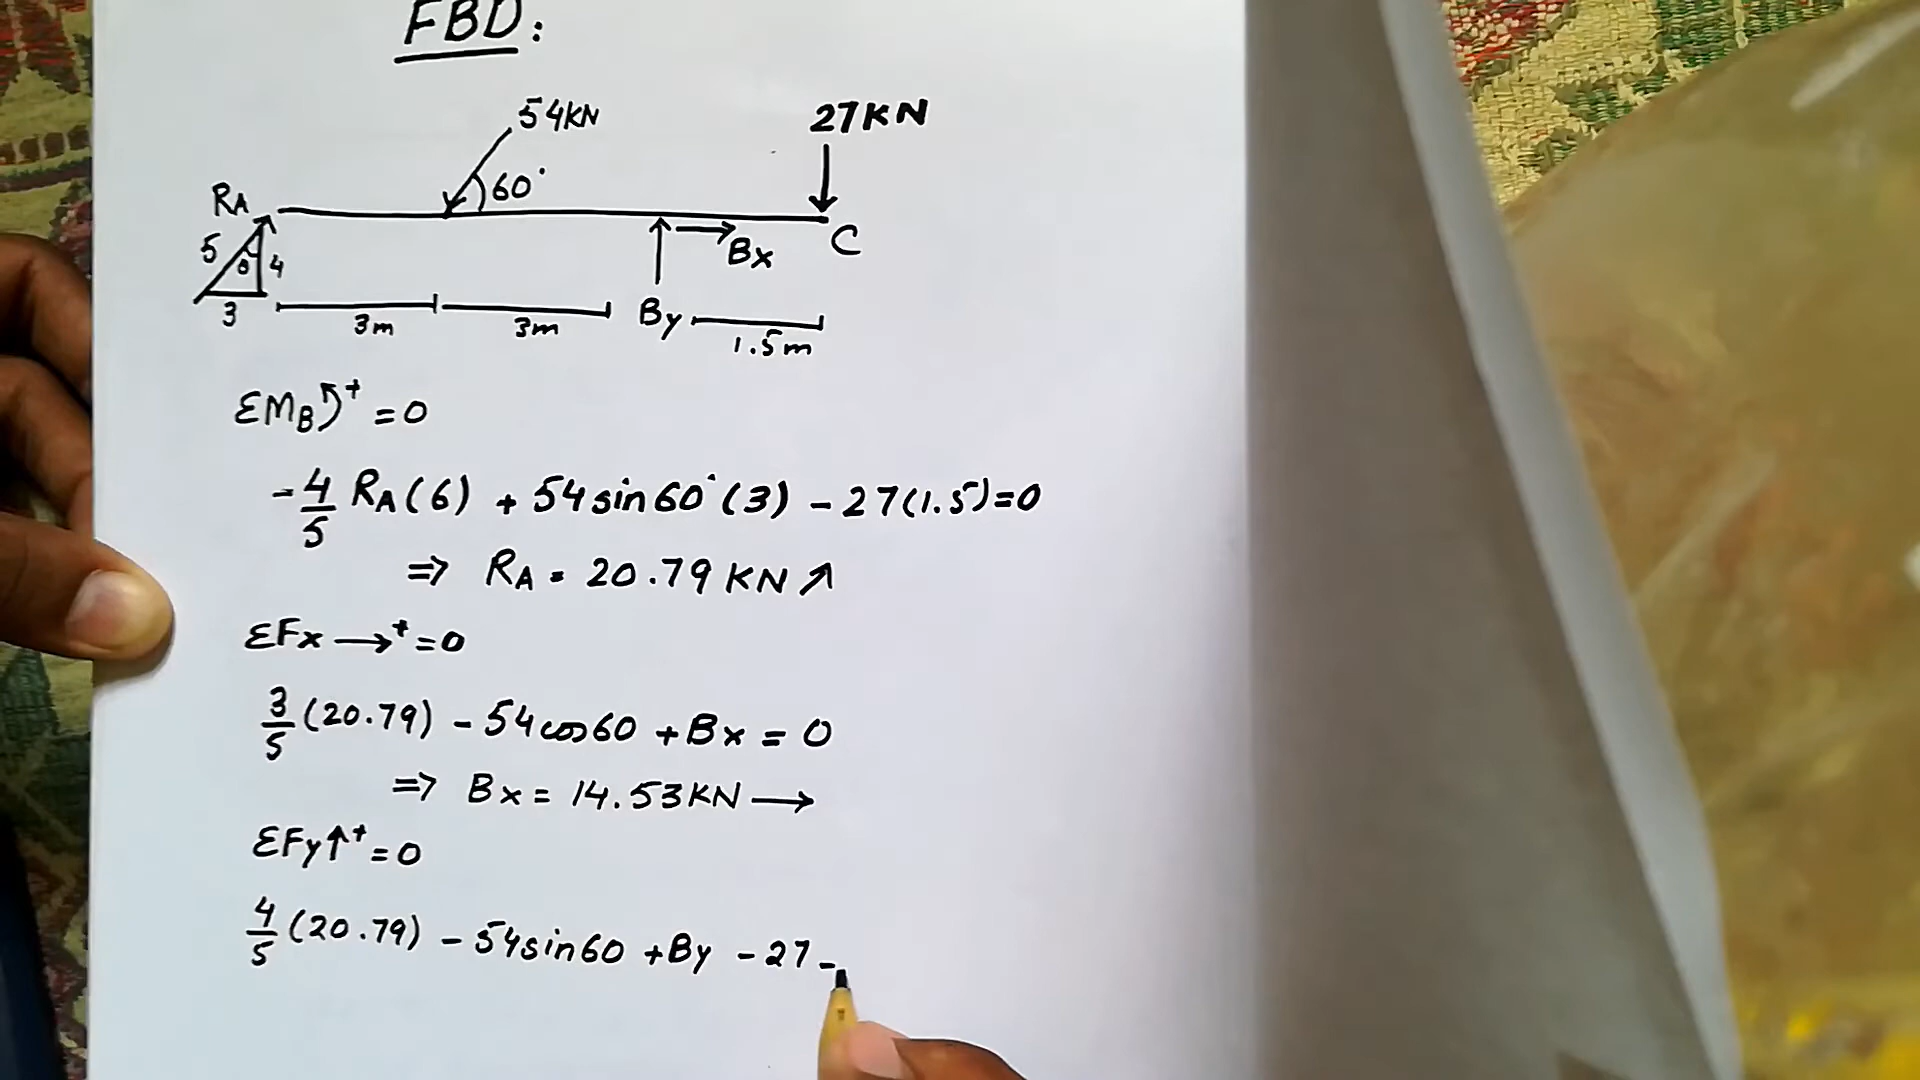 FBD:
54KN
27KN
60°
RA
Bx
C
5
θ
4
3
3m
3m
By
1.5m
ΣMB↺+ = 0
-4/5 RA(6) + 54sin60°(3) - 27(1.5)=0
⇒ RA = 20.79 KN ↗
ΣFx →+ = 0
3/5 (20.79) - 54cos60 + Bx = 0
⇒ Bx = 14.53KN →
ΣFy↑+ = 0
4/5 (20.79) - 54sin60 + By - 27 -